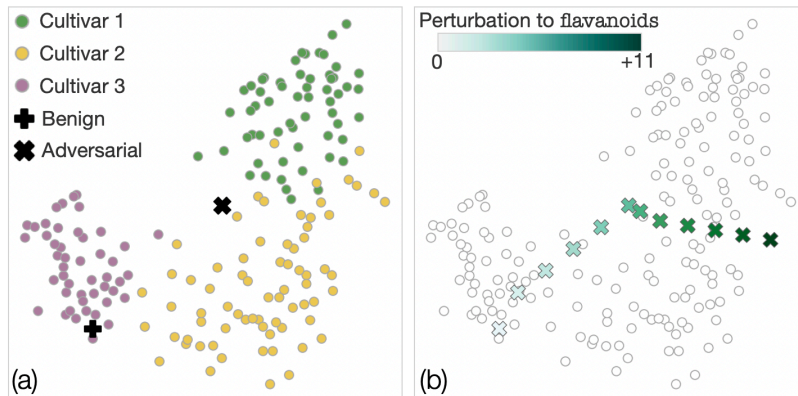 Cultivar 1
Cultivar 2
Cultivar 3
Benign
Adversarial
(a)
Perturbation to flavanoids
0 +11
(b)